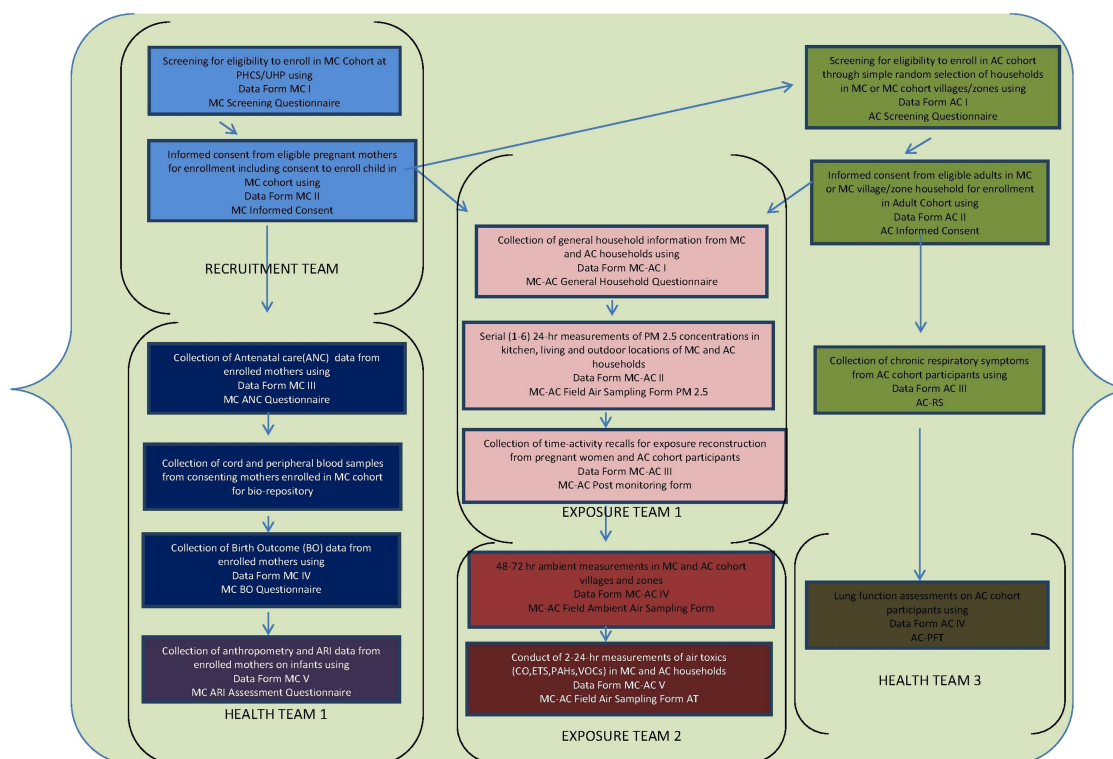 Screening for eligibility to enroll in MC Cohort at
PHCS/UHP using
Data Form MC I
MC Screening Questionnaire
Informed consent from eligible pregnant mothers
for enrollment including consent to enroll child in
MC cohort using
Data Form MC II
MC Informed Consent
RECRUITMENT TEAM
Collection of Antenatal care(ANC) data from
enrolled mothers using
Data Form MC III
MC ANC Questionnaire
Collection of cord and peripheral blood samples
from consenting mothers enrolled in MC cohort
for bio-repository
Collection of Birth Outcome (BO) data from
enrolled mothers using
Data Form MC IV
MC BO Questionnaire
Collection of anthropometry and ARI data from
enrolled mothers on infants using
Data Form MC V
MC ARI Assessment Questionnaire
HEALTH TEAM 1
Collection of general household information from MC
and AC households using
Data Form MC-AC I
MC-AC General Household Questionnaire
Serial (1-6) 24-hr measurements of PM 2.5 concentrations in
kitchen, living and outdoor locations of MC and AC
households
Data Form MC-AC II
MC-AC Field Air Sampling Form PM 2.5
Collection of time-activity recalls for exposure reconstruction
from pregnant women and AC cohort participants
Data Form MC-AC III
MC-AC Post monitoring form
EXPOSURE TEAM 1
48-72 hr ambient measurements in MC and AC cohort
villages and zones
Data Form MC-AC IV
MC-AC Field Ambient Air Sampling Form
Conduct of 2-24-hr measurements of air toxics
(CO,ETS,PAHs,VOCs) in MC and AC households
Data Form MC-AC V
MC-AC Field Air Sampling Form AT
EXPOSURE TEAM 2
Screening for eligibility to enroll in AC cohort
through simple random selection of households
in MC or MC cohort villages/zones using
Data Form AC I
AC Screening Questionnaire
Informed consent from eligible adults in MC
or MC village/zone household for enrollment
in Adult Cohort using
Data Form AC II
AC Informed Consent
Collection of chronic respiratory symptoms
from AC cohort participants using
Data Form AC III
AC-RS
Lung function assessments on AC cohort
participants using
Data Form AC IV
AC-PFT
HEALTH TEAM 3